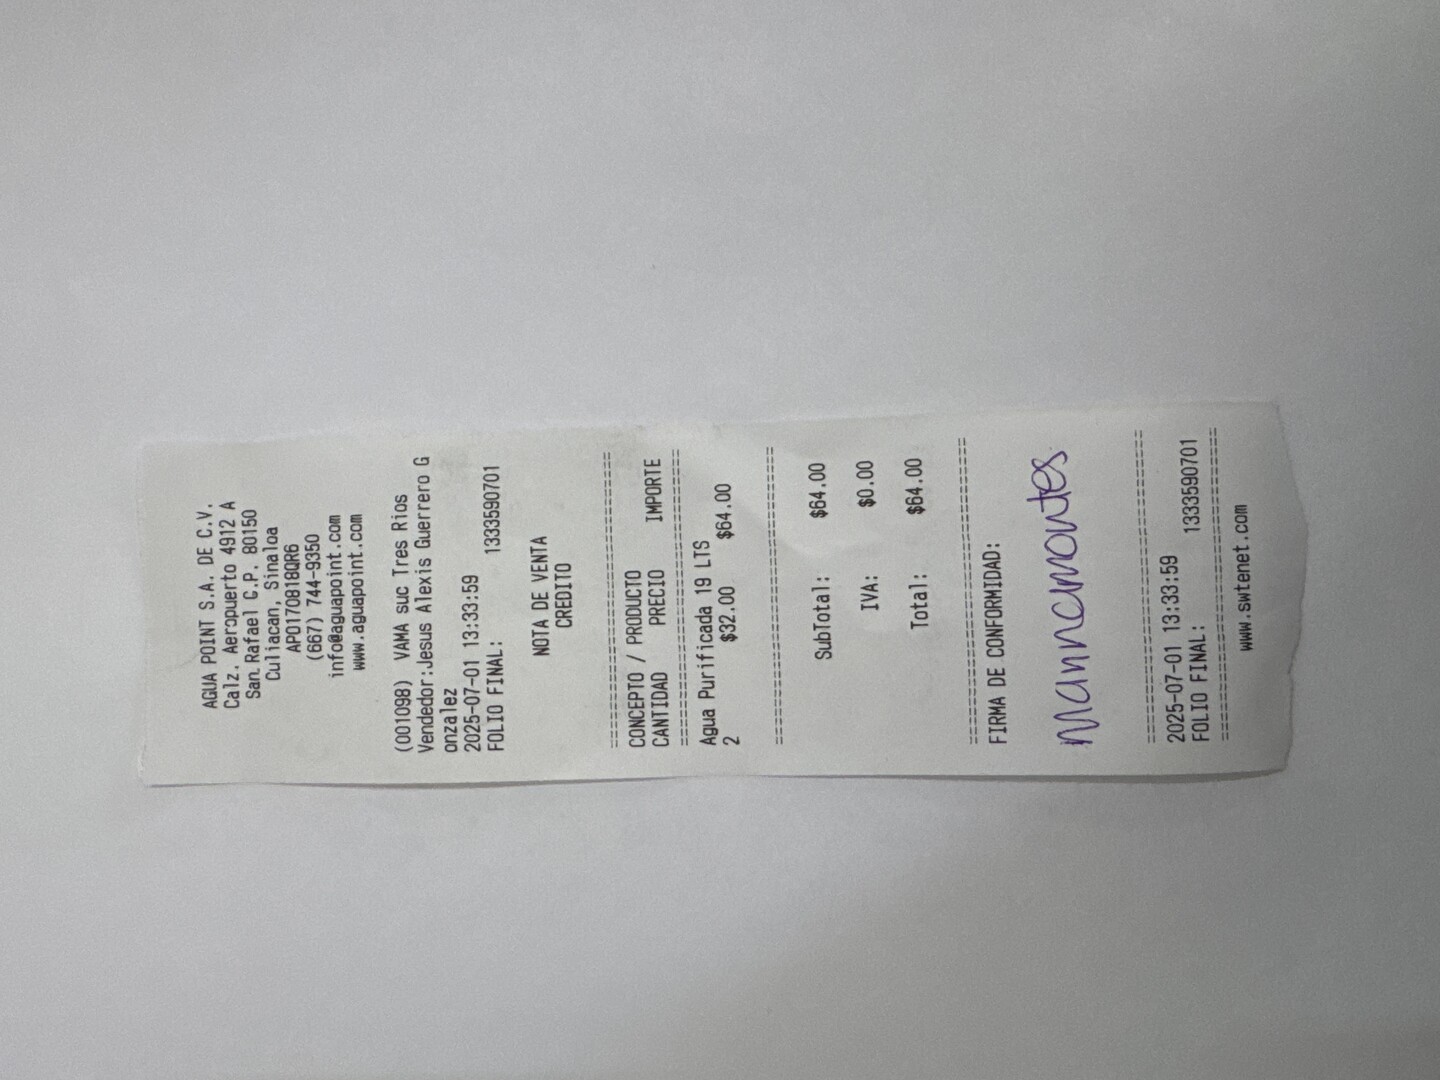 AGUA POINT S.A. DE C.V.
Calz. Aeropuerto 4912 A
San.Rafael C.P. 80150
Culiacan, Sinaloa
APO170818QR6
(667) 744-9350
info@aguapoint.com
www.aguapoint.com
(001098) VAMA suc Tres Rios
Vendedor:Jesus Alexis Guerrero G
onzalez
2025-07-01 13:33:59
FOLIO FINAL: 1333590701
NOTA DE VENTA
CREDITO
================================
CONCEPTO / PRODUCTO
CANTIDAD PRECIO IMPORTE
================================
Agua Purificada 19 LTS
2 $32.00 $64.00
================================
SubTotal: $64.00
IVA: $0.00
Total: $64.00
================================
FIRMA DE CONFORMIDAD:
================================
2025-07-01 13:33:59
FOLIO FINAL: 1333590701
================================
www.swtenet.com